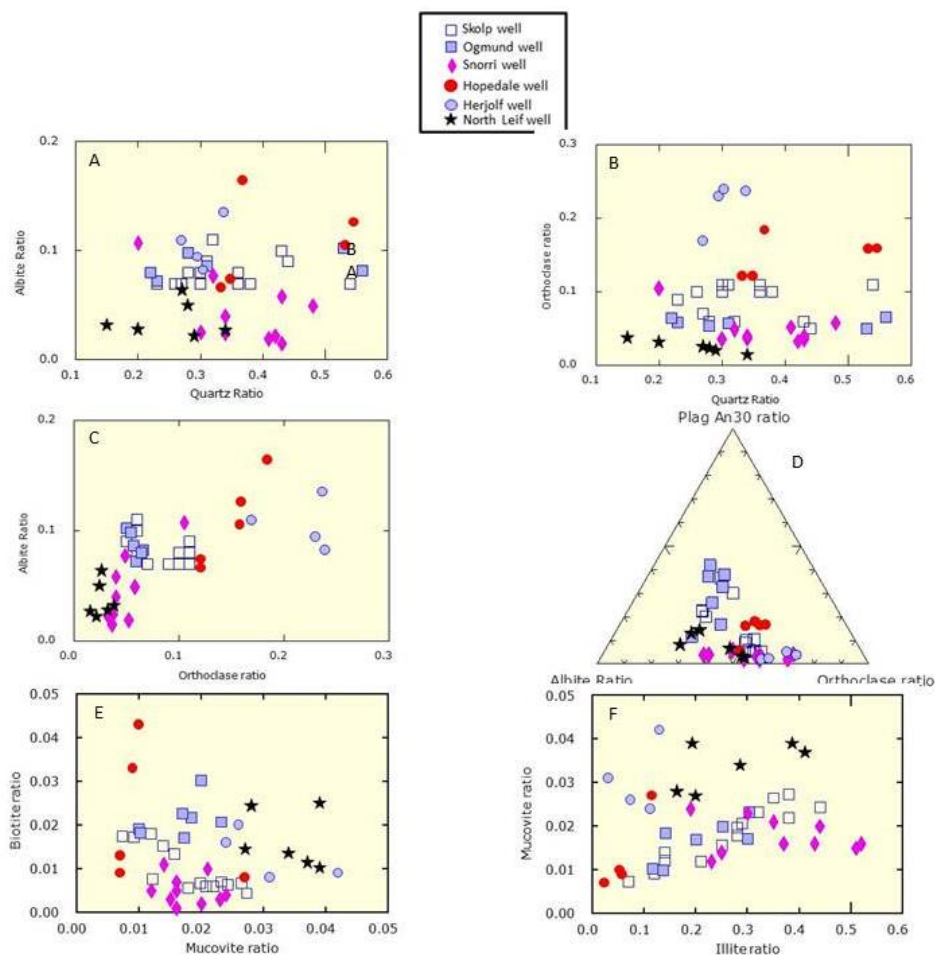 Skolp well
Ogmund well
Snorri well
Hopedale well
Herjolf well
North Leif well
A
0.2
0.1
0.0
Albite Ratio
B
A
0.1 0.2 0.3 0.4 0.5 0.6
Quartz Ratio
B
0.3
0.2
0.1
0.0
Orthoclase ratio
0.1 0.2 0.3 0.4 0.5 0.6
Quartz Ratio
C
0.2
0.1
0.0
Albite Ratio
0.0 0.1 0.2 0.3
Orthoclase ratio
Plag An30 ratio
D
Albite Ratio Orthoclase ratio
E
0.05
0.04
0.03
0.02
0.01
0.00
Biotite ratio
0.00 0.01 0.02 0.03 0.04 0.05
Mucovite ratio
F
0.05
0.04
0.03
0.02
0.01
0.00
Mucovite ratio
0.0 0.1 0.2 0.3 0.4 0.5 0.6
Illite ratio